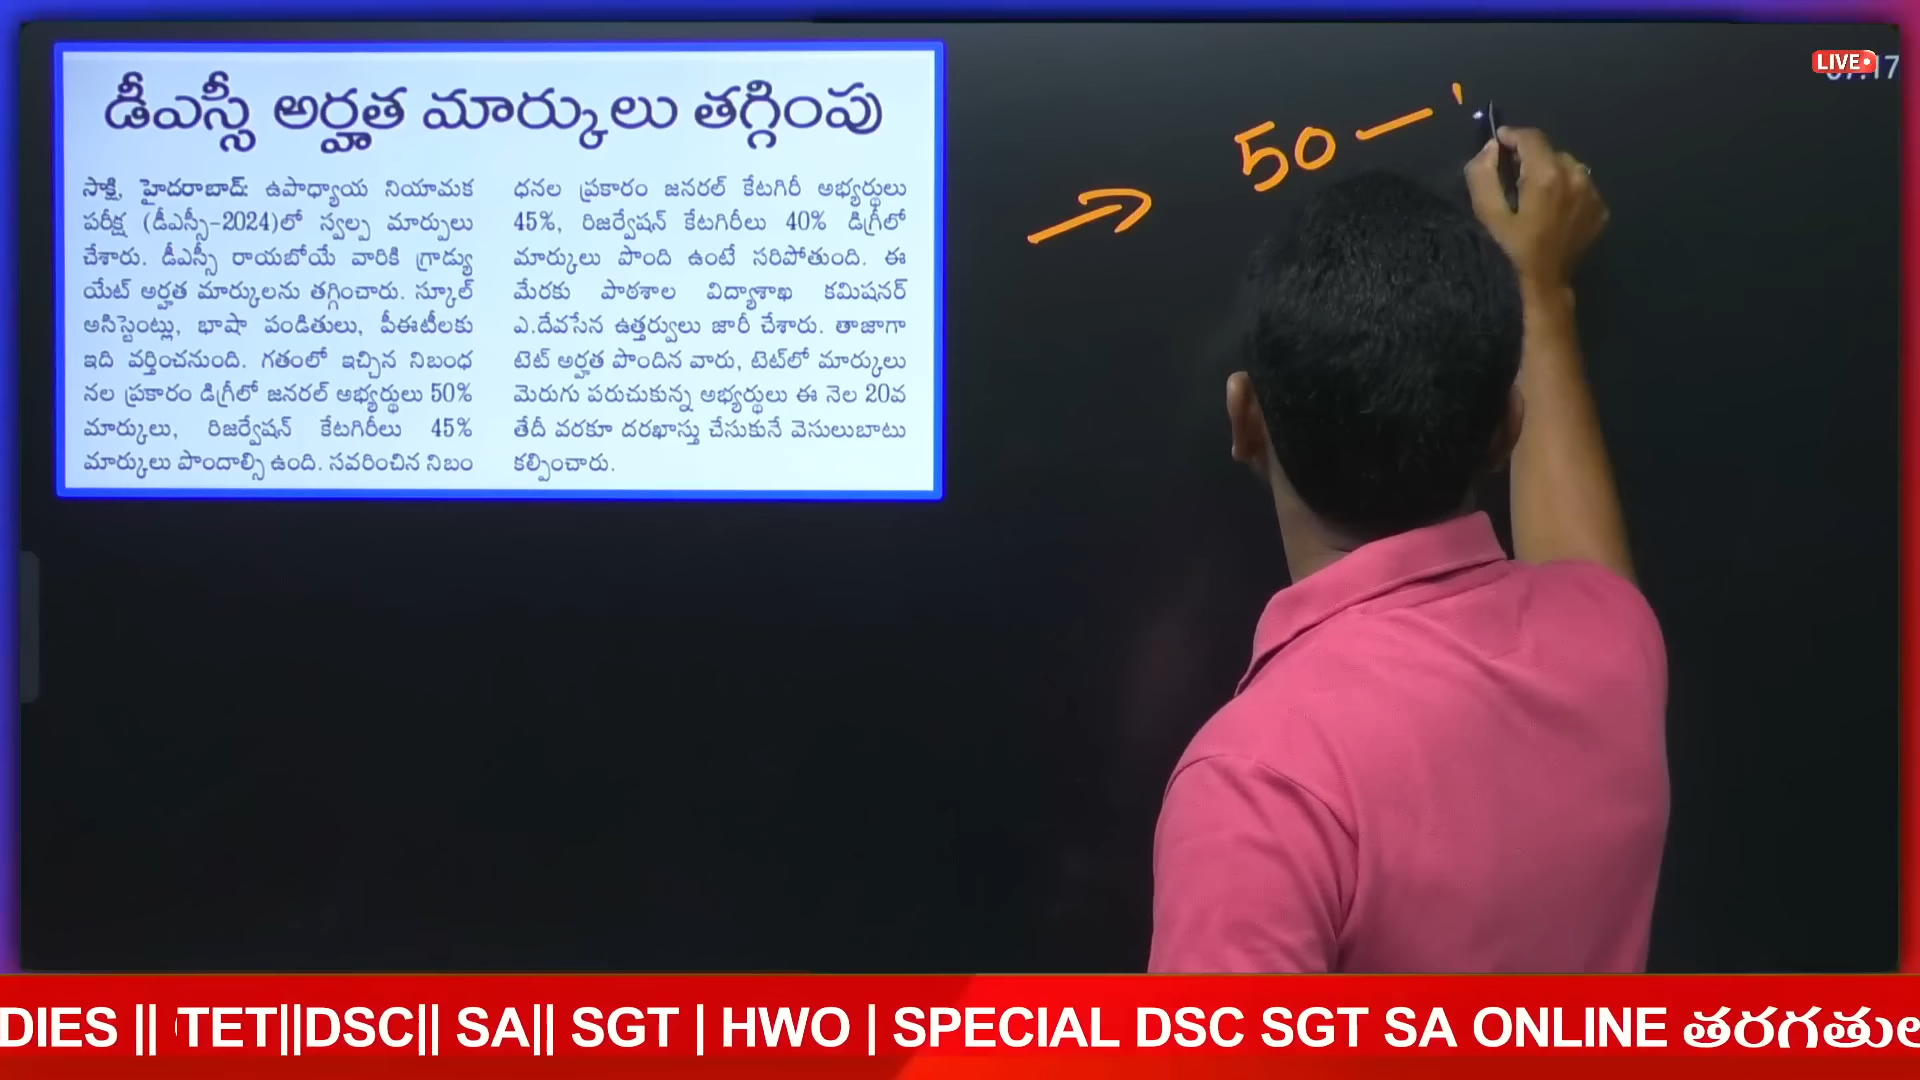 డీఎస్సీ అర్హత మార్కులు తగ్గింపు
సాక్షి, హైదరాబాద్: ఉపాధ్యాయ నియామక
పరీక్ష (డీఎస్సీ-2024)లో స్వల్ప మార్పులు
చేశారు. డీఎస్సీ రాయబోయే వారికి గ్రాడ్యు
యేట్ అర్హత మార్కులను తగ్గించారు. స్కూల్
అసిస్టెంట్లు, భాషా పండితులు, పీఈటీలకు
ఇది వర్తించనుంది. గతంలో ఇచ్చిన నిబంధ
నల ప్రకారం డిగ్రీలో జనరల్ అభ్యర్థులు 50%
మార్కులు, రిజర్వేషన్ కేటగిరీలు 45%
మార్కులు పొందాల్సి ఉంది. సవరించిన నిబం
ధనల ప్రకారం జనరల్ కేటగిరీ అభ్యర్థులు
45%, రిజర్వేషన్ కేటగిరీలు 40% డిగ్రీలో
మార్కులు పొంది ఉంటే సరిపోతుంది. ఈ
మేరకు పాఠశాల విద్యాశాఖ కమిషనర్
ఎ.దేవసేన ఉత్తర్వులు జారీ చేశారు. తాజాగా
టెట్ అర్హత పొందిన వారు, టెట్‌లో మార్కులు
మెరుగు పరుచుకున్న అభ్యర్థులు ఈ నెల 20వ
తేదీ వరకూ దరఖాస్తు చేసుకునే వెసులుబాటు
కల్పించారు.
50 —
LIVE
DIES || TET||DSC|| SA|| SGT | HWO | SPECIAL DSC SGT SA ONLINE